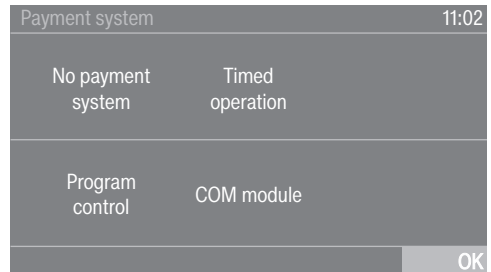 Payment system 11:02
No payment Timed
system operation
Program COM module
control
OK